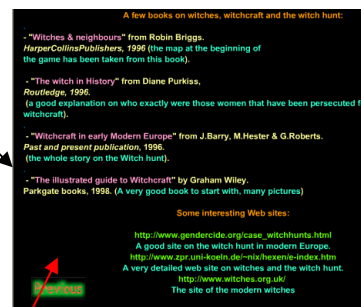 A few books on witches, witchcraft and the witch hunt:
- "Witches & neighbours" from Robin Briggs.
HarperCollinsPublishers, 1996 (the map at the beginning of
the game has been taken from this book).
- "The witch in History" from Diane Purkiss,
Routledge, 1996.
(a good explanation on who exactly were those women that have been persecuted f
witchcraft).
- "Witchcraft in early Modern Europe" from J.Barry, M.Hester & G.Roberts.
Past and present publication, 1996.
(the whole story on the Witch hunt).
- "The illustrated guide to Witchcraft" by Graham Wiley.
Parkgate books, 1998. (A very good book to start with, many pictures)
Some interesting Web sites:
http://www.gendercide.org/case_witchhunts.html
A good site on the witch hunt in modern Europe.
http://www.zpr.uni-koeln.de/~nix/hexen/e-index.htm
A very detailed web site on witches and the witch hunt.
http://www.witches.org.uk/
The site of the modern witches
Previous